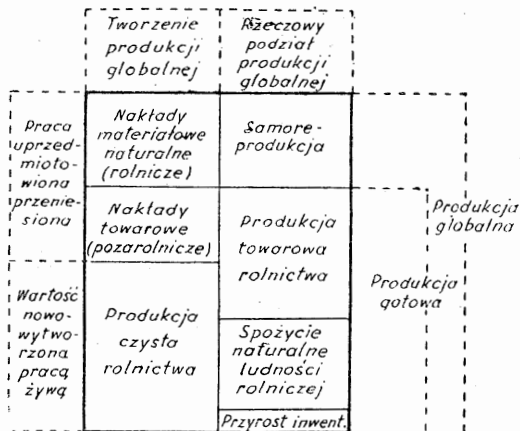 Tworzenie
produkcji
globalnej
Rzeczowy
podział
produkcji
globalnej
Praca
uprzed-
mioto-
wiona
przenie-
siona
Nakłady
materiałowe
naturalne
(rolnicze)
Samore-
produkcja
Nakłady
towarowe
(pozarolnicze)
Produkcja
towarowa
rolnictwa
Produkcja
globalna
Produkcja
gotowa
Wartość
nowo-
wytwo-
rzona
pracą
żywą
Produkcja
czysta
rolnictwa
Spożycie
naturalne
ludności
rolniczej
Przyrost inwent.